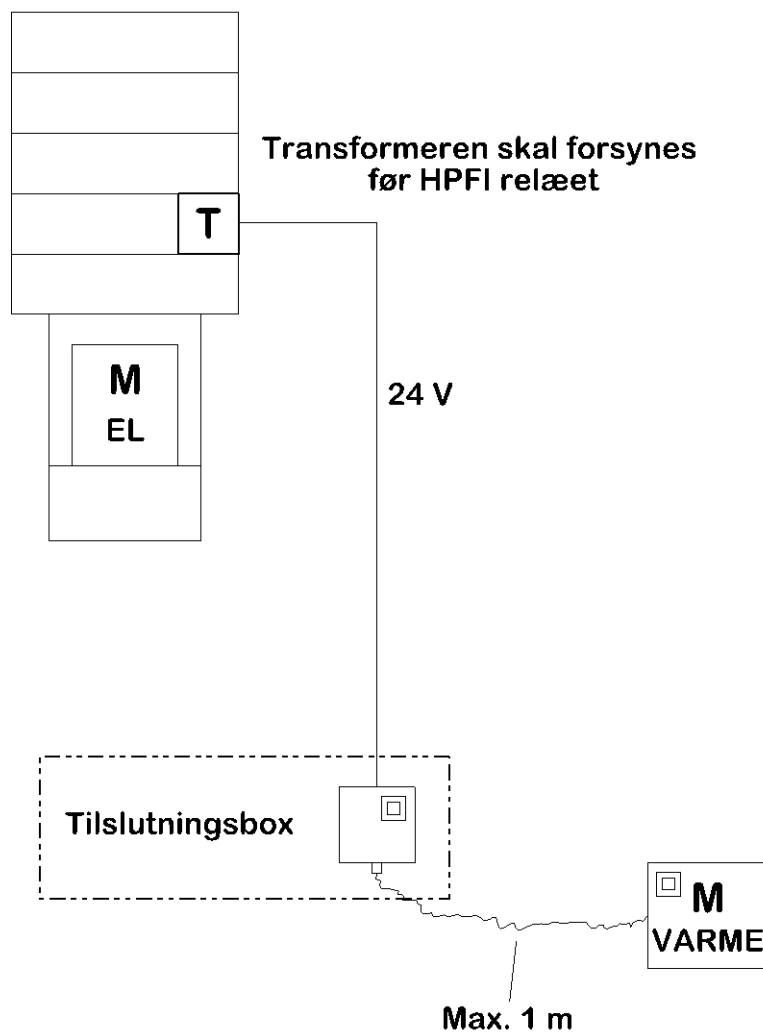 Transformeren skal forsynes
før HPFI relæet
T
M
EL
24 V
Tilslutningsbox
M
VARME
Max. 1 m